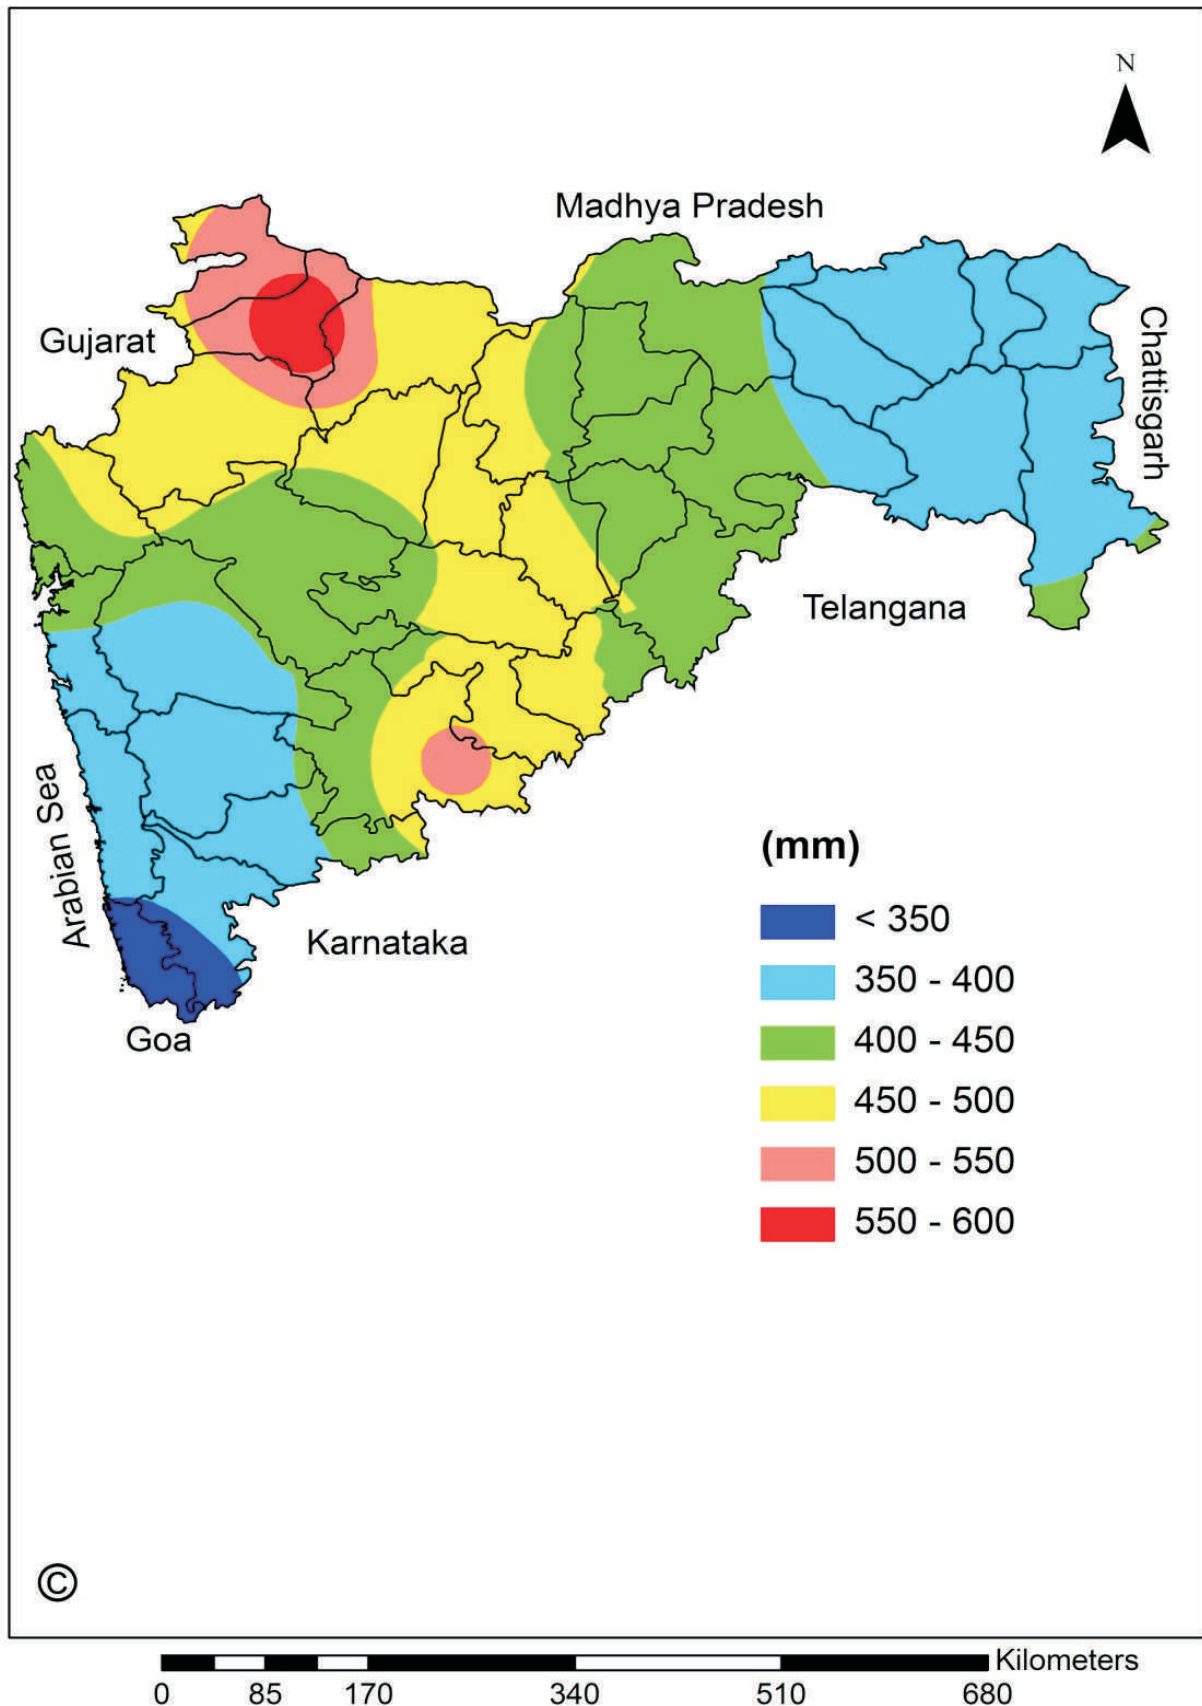 N
Madhya Pradesh
Gujarat
Chattisgarh
Telangana
Arabian Sea
Karnataka
Goa
(mm)
< 350
350 - 400
400 - 450
450 - 500
500 - 550
550 - 600
©
Kilometers
0 85 170 340 510 680